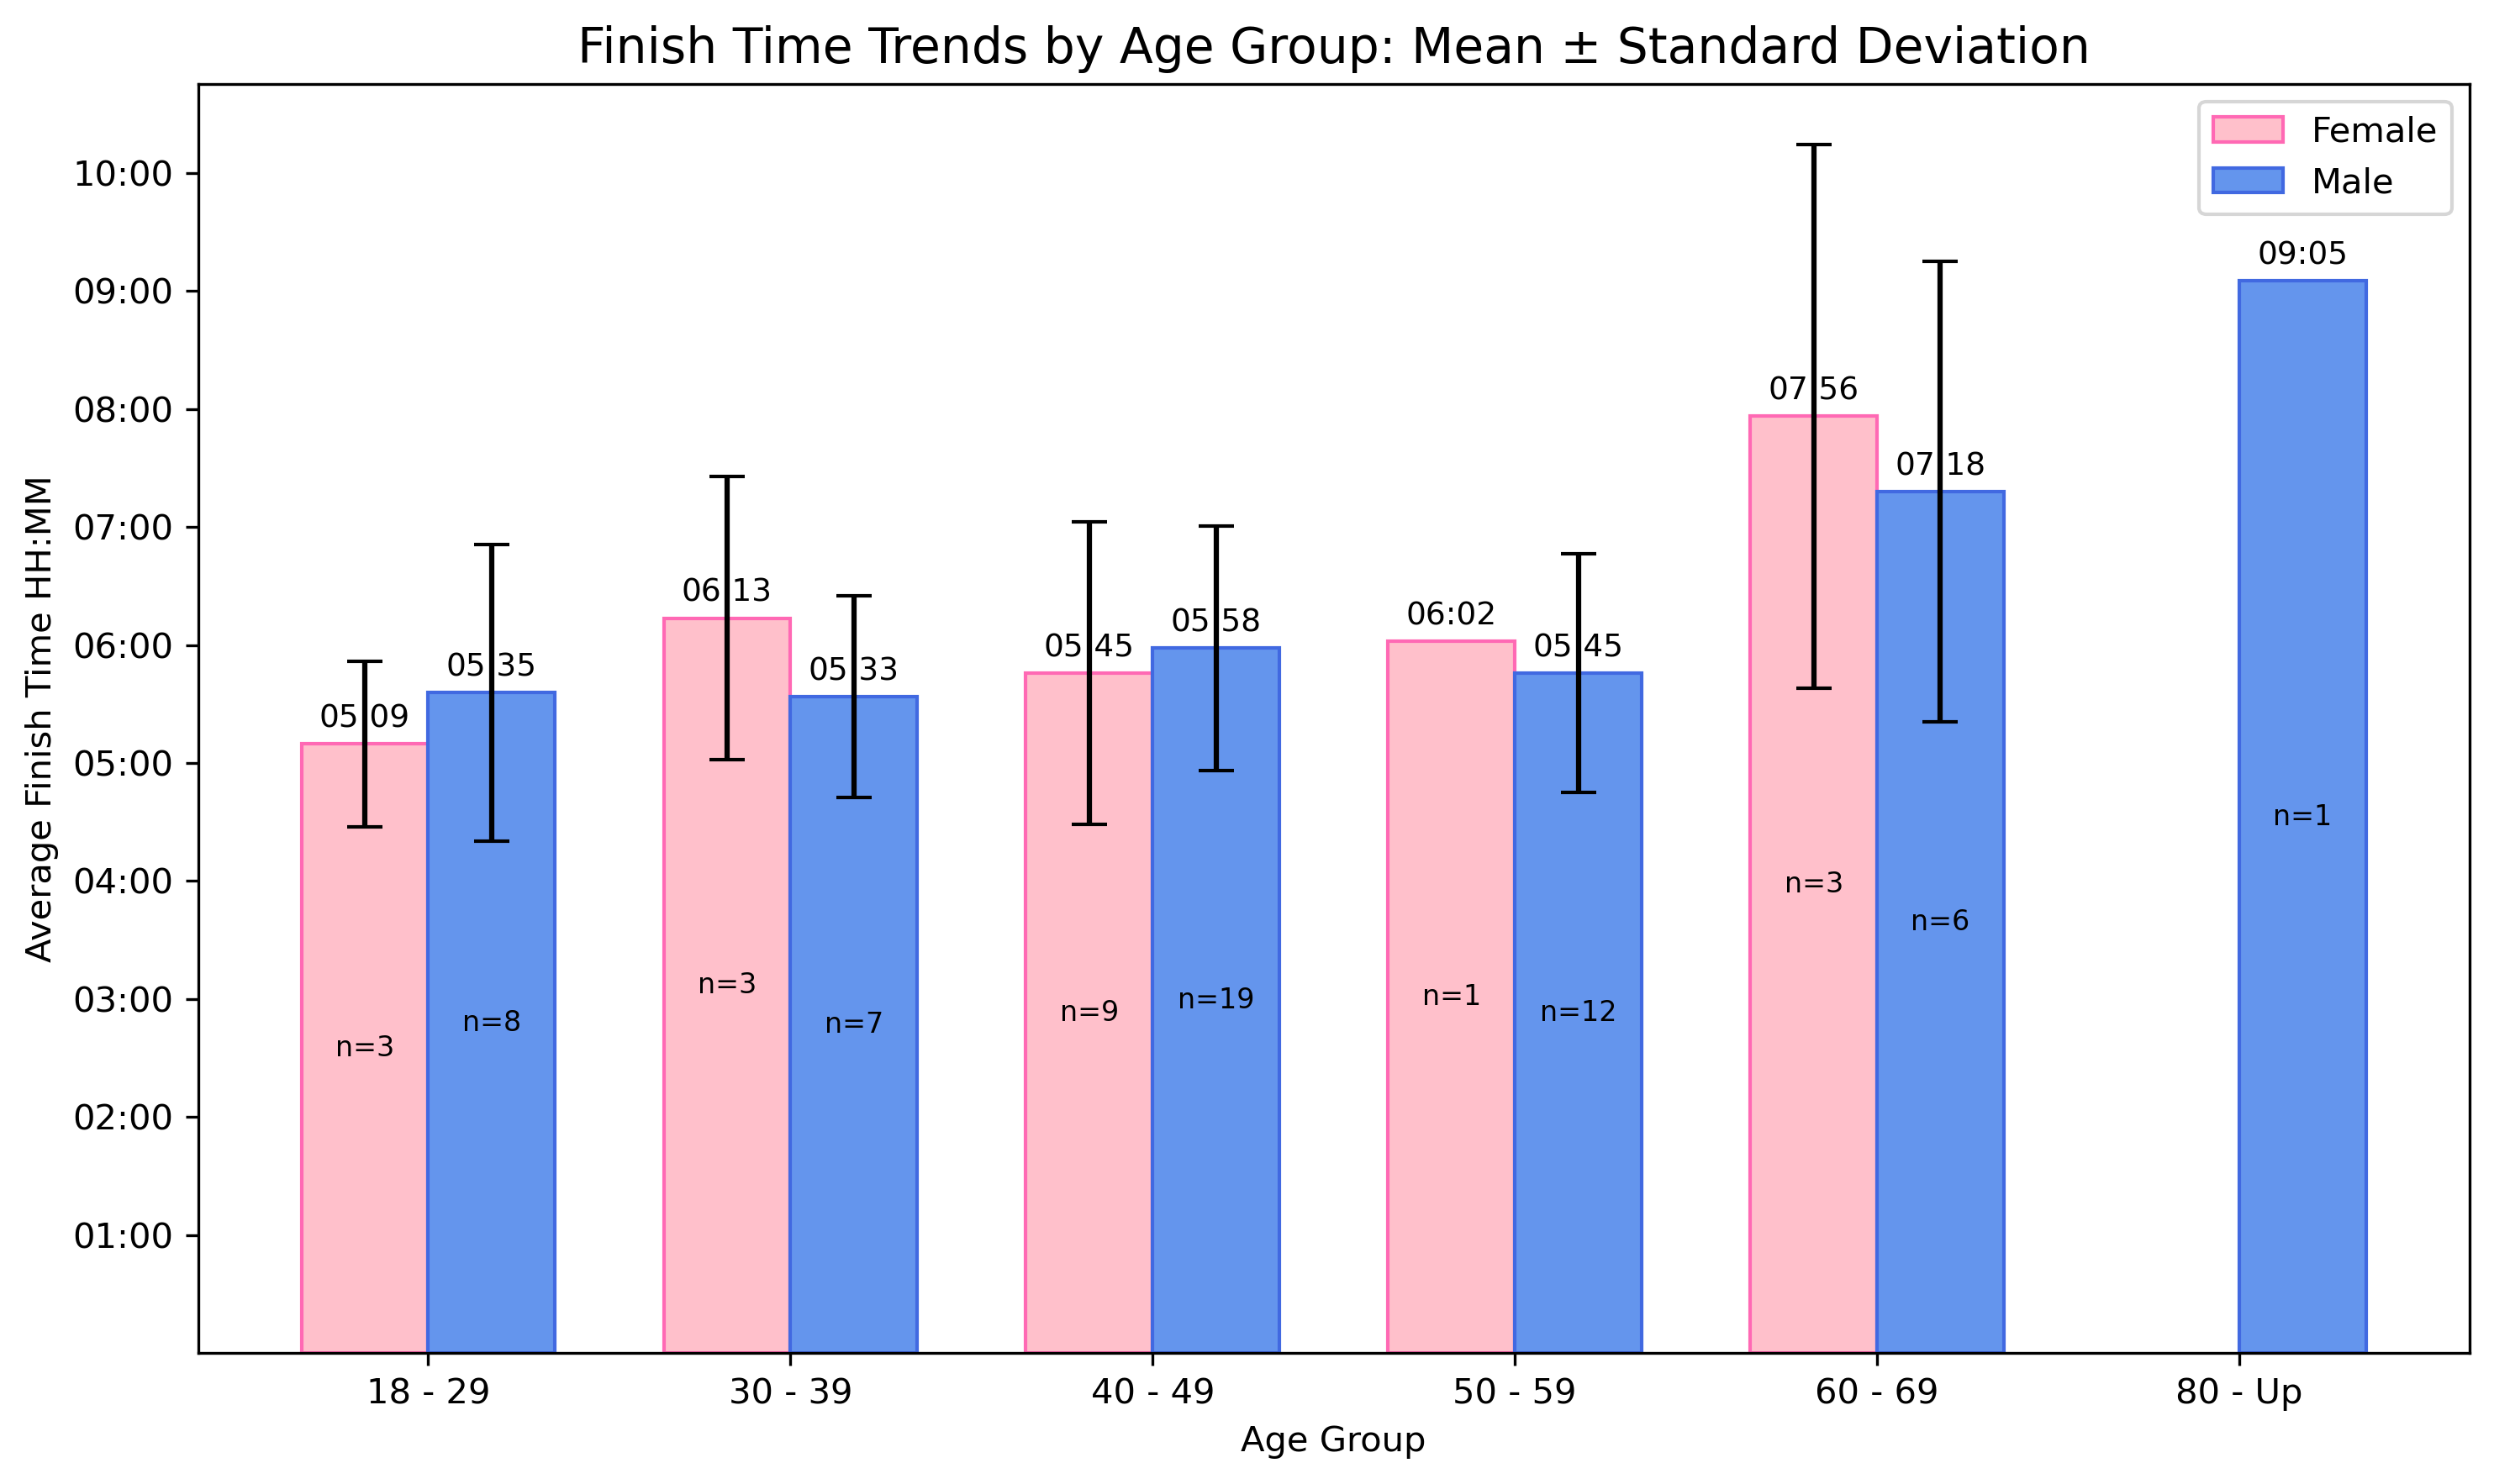 Finish Time Trends by Age Group: Mean ± Standard Deviation
Female
Male
Average Finish Time HH:MM
10:00
09:00
08:00
07:00
06:00
05:00
04:00
03:00
02:00
01:00
05:09
05:35
06:13
05:33
05:45
05:58
06:02
05:45
07:56
07:18
09:05
n=3
n=8
n=3
n=7
n=9
n=19
n=1
n=12
n=3
n=6
n=1
18 - 29
30 - 39
40 - 49
50 - 59
60 - 69
80 - Up
Age Group